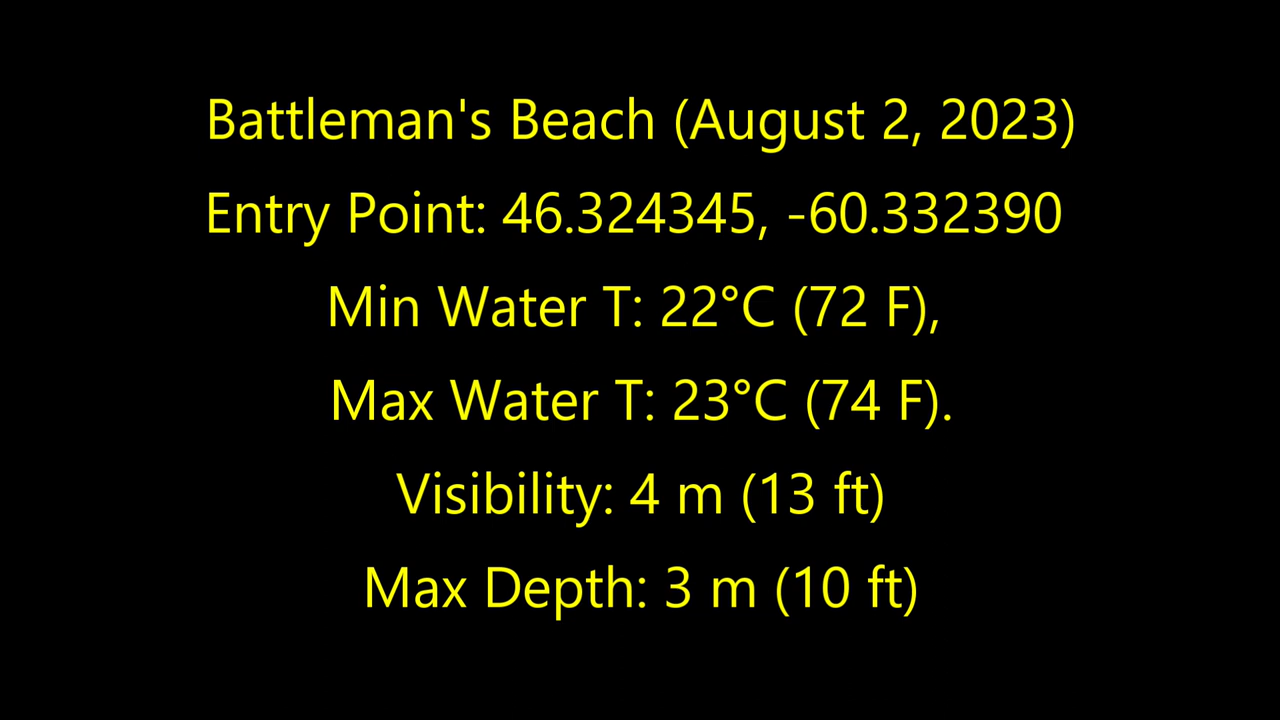 Battleman's Beach (August 2, 2023)
Entry Point: 46.324345, -60.332390
Min Water T: 22°C (72 F),
Max Water T: 23°C (74 F).
Visibility: 4 m (13 ft)
Max Depth: 3 m (10 ft)